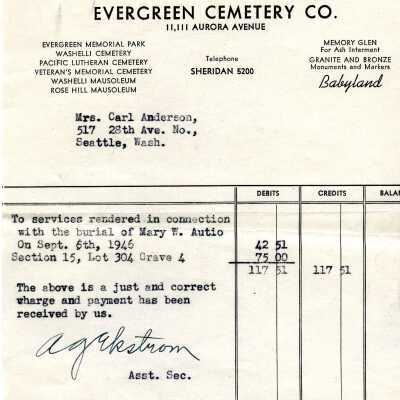 EVERGREEN CEMETERY CO.
11,111 AURORA AVENUE
EVERGREEN MEMORIAL PARK
WASHELLI CEMETERY
PACIFIC LUTHERAN CEMETERY
VETERAN'S MEMORIAL CEMETERY
WASHELLI MAUSOLEUM
ROSE HILL MAUSOLEUM
Telephone
SHERIDAN 5200
MEMORY GLEN
For Ash Interment
GRANITE AND BRONZE
Monuments and Markers
Babyland
Mrs. Carl Anderson,
517 28th Ave. No.,
Seattle, Wash.
DEBITS CREDITS BALA
To services rendered in connection
with the burial of Mary W. Autio
On Sept. 6th, 1946 42 51
Section 15, Lot 304 Grave 4 75 00
117 51 117 51
The above is a just and correct
charge and payment has been
received by us.
A G Ekstrom
Asst. Sec.